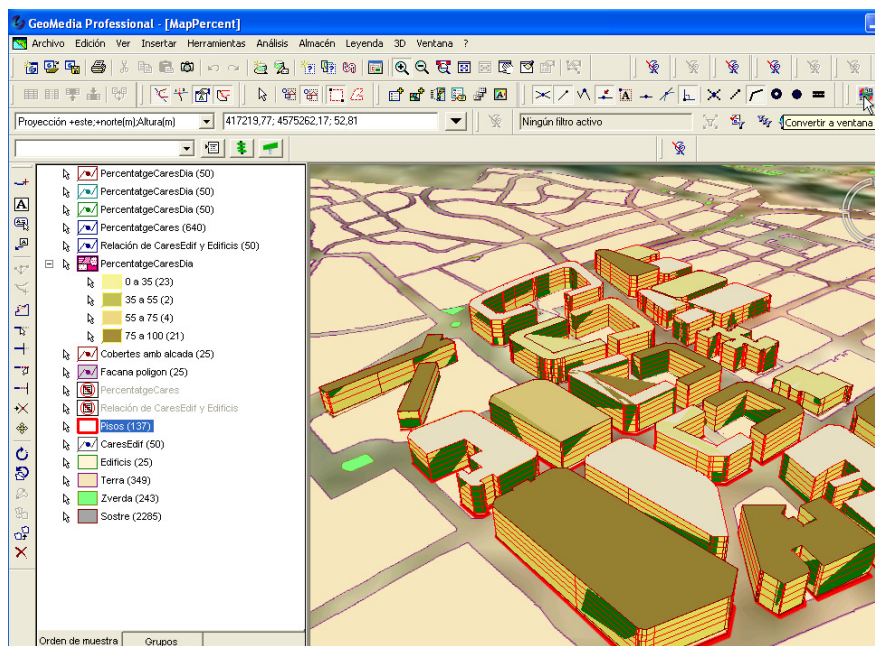 GeoMedia Professional - [MapPercent]
Archivo Edición Ver Insertar Herramientas Análisis Almacén Leyenda 3D Ventana ?
Proyección +este;+norte(m);Altura(m) 417219,77; 4575262,17; 52,81 Ningún filtro activo Convertir a ventana
PercentatgeCaresDia (50)
PercentatgeCaresDia (50)
PercentatgeCaresDia (50)
PercentatgeCares (640)
Relación de CaresEdif y Edificis (50)
PercentatgeCaresDia
0 a 35 (23)
35 a 55 (2)
55 a 75 (4)
75 a 100 (21)
Cobertes amb alcada (25)
Facana poligon (25)
PercentatgeCares
Relación de CaresEdif y Edificis
Pisos (137)
CaresEdif (50)
Edificis (25)
Terra (349)
Zverda (243)
Sostre (2285)
Orden de muestra Grupos